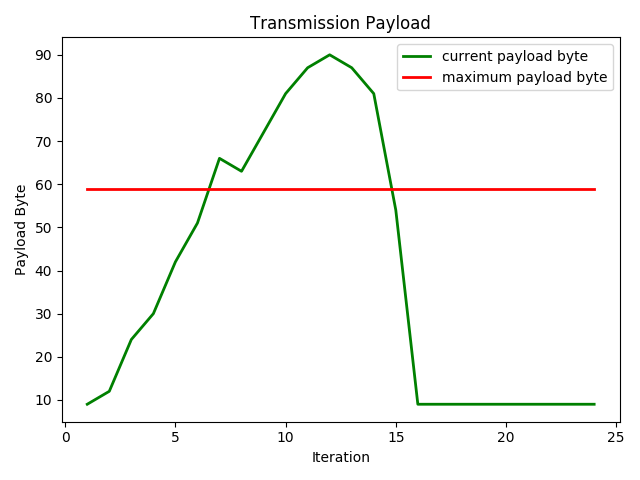 Transmission Payload
current payload byte
maximum payload byte
Payload Byte
90
80
70
60
50
40
30
20
10
0 5 10 15 20 25
Iteration